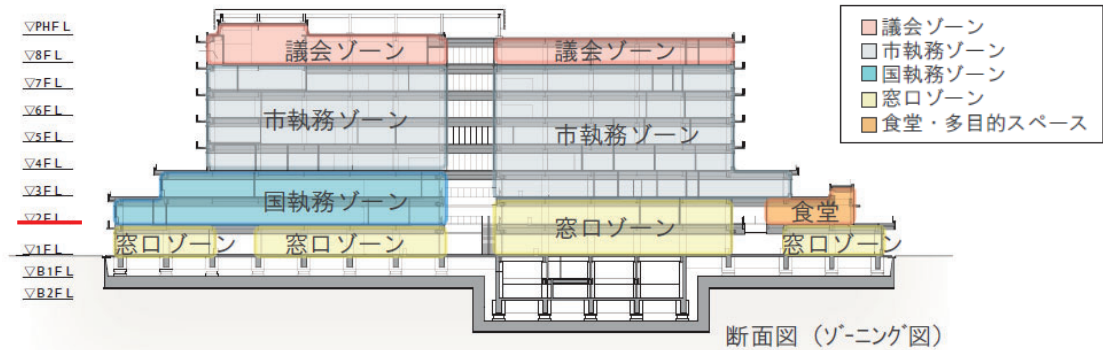 ▽PHFL
▽8FL
▽7FL
▽6FL
▽5FL
▽4FL
▽3FL
▽2FL
▽1FL
▽B1FL
▽B2FL
議会ゾーン
議会ゾーン
市執務ゾーン
市執務ゾーン
国執務ゾーン
食堂
窓口ゾーン
窓口ゾーン
窓口ゾーン
窓口ゾーン
議会ゾーン
市執務ゾーン
国執務ゾーン
窓口ゾーン
食堂・多目的スペース
断面図（ｿﾞｰﾆﾝｸﾞ図）